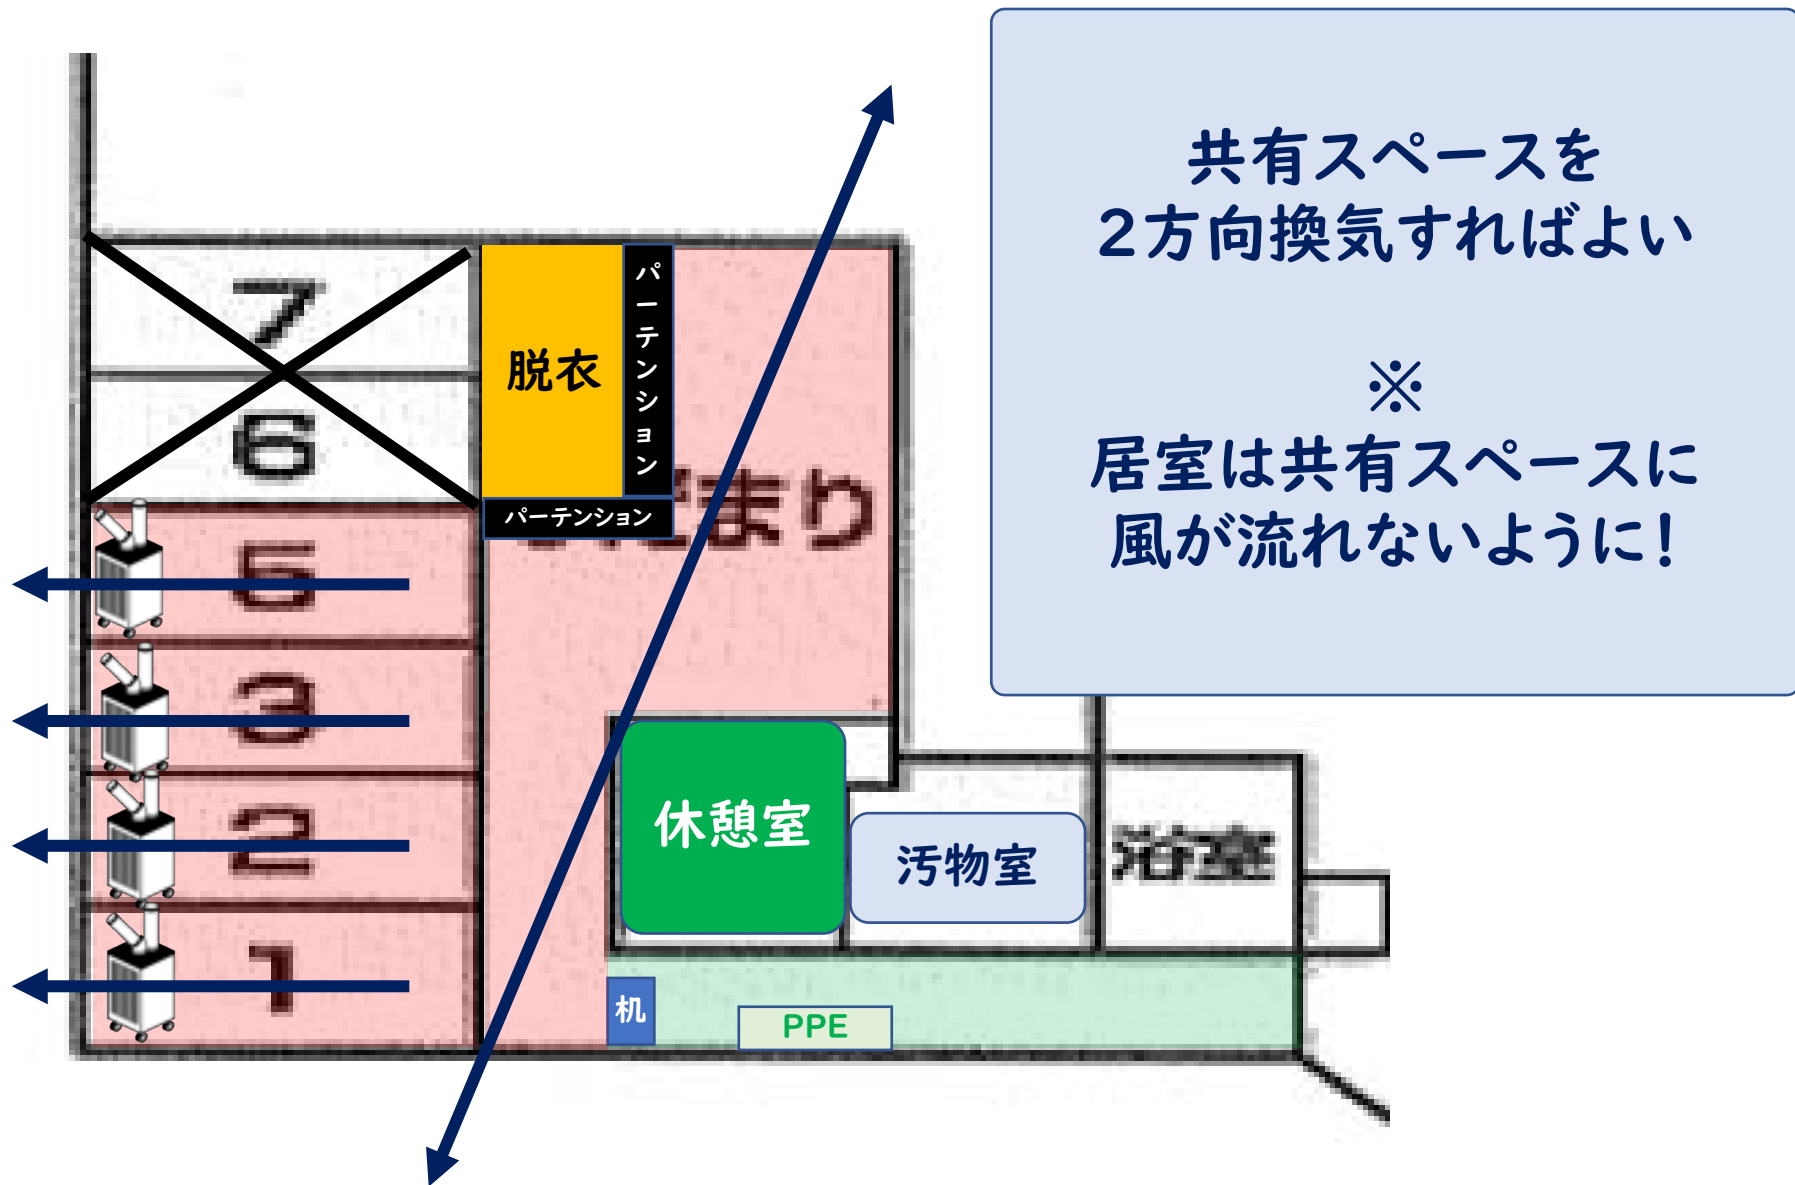 共有スペースを
2方向換気すればよい
※
居室は共有スペースに
風が流れないように!
7
6
5
3
2
1
脱衣
パーテンション
パーテンション
だまり
休憩室
汚物室
浴室
机
PPE